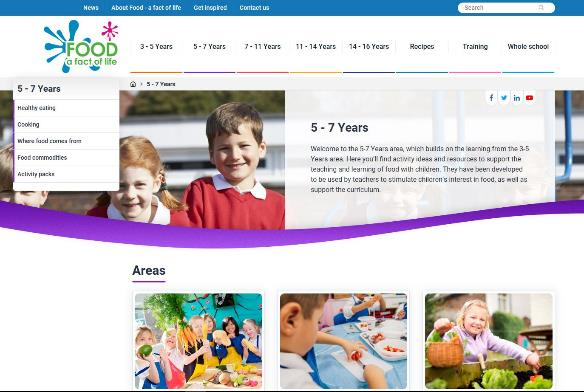 News About Food - a fact of life Get Inspired Contact us Search
FOOD
a fact of life
3 - 5 Years 5 - 7 Years 7 - 11 Years 11 - 14 Years 14 - 16 Years Recipes Training Whole school
5 - 7 Years
5 - 7 Years
Healthy eating
Cooking
Where food comes from
Food commodities
Activity packs
5 - 7 Years
Welcome to the 5-7 Years area, which builds on the learning from the 3-5
Years area. Here you'll find activity ideas and resources to support the
teaching and learning of food with children. They have been developed
to be used by teachers to stimulate children's interest in food, as well as
support the curriculum.
Areas